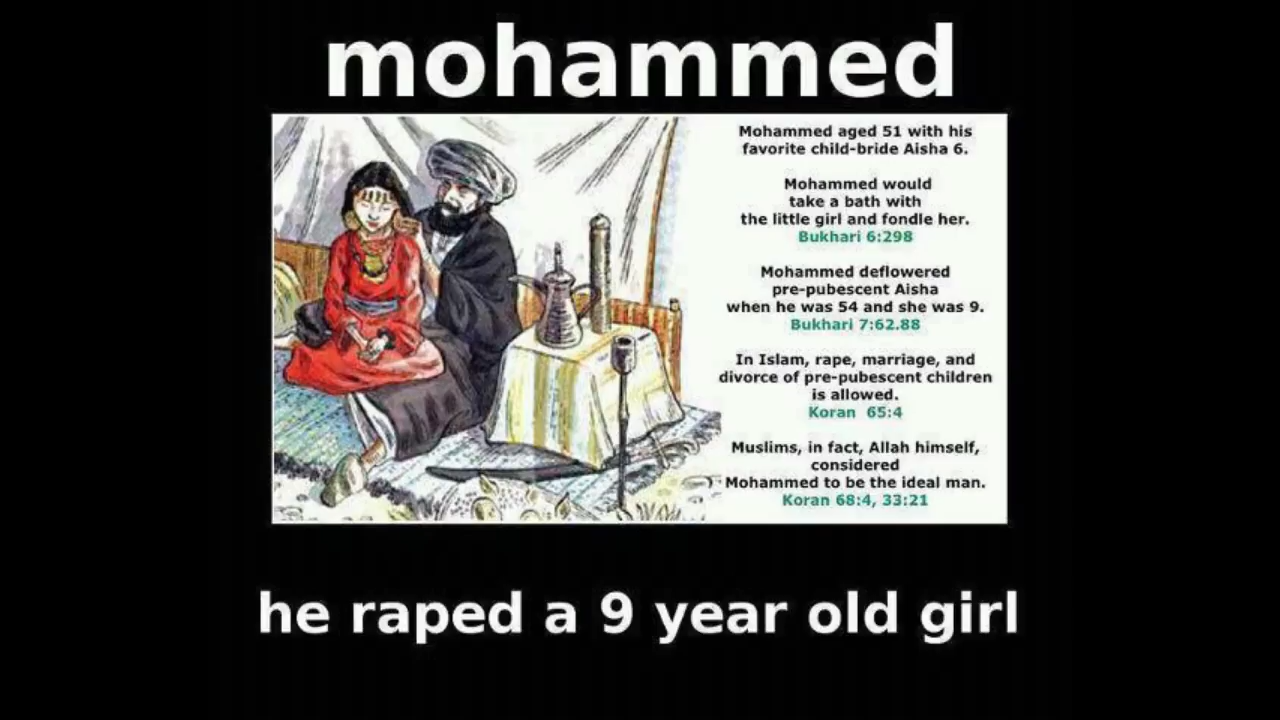 mohammed
Mohammed aged 51 with his
favorite child-bride Aisha 6.
Mohammed would
take a bath with
the little girl and fondle her.
Bukhari 6:298
Mohammed deflowered
pre-pubescent Aisha
when he was 54 and she was 9.
Bukhari 7:62.88
In Islam, rape, marriage, and
divorce of pre-pubescent children
is allowed.
Koran 65:4
Muslims, in fact, Allah himself,
considered
Mohammed to be the ideal man.
Koran 68:4, 33:21
he raped a 9 year old girl